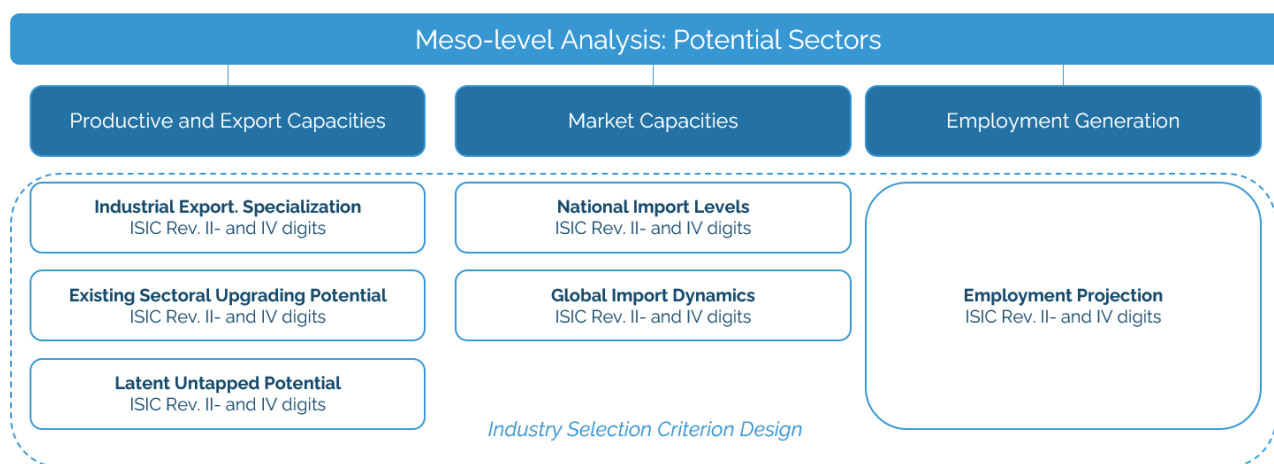 Meso-level Analysis: Potential Sectors
Productive and Export Capacities
Market Capacities
Employment Generation
Industrial Export. Specialization
ISIC Rev. II- and IV digits
Existing Sectoral Upgrading Potential
ISIC Rev. II- and IV digits
Latent Untapped Potential
ISIC Rev. II- and IV digits
National Import Levels
ISIC Rev. II- and IV digits
Global Import Dynamics
ISIC Rev. II- and IV digits
Employment Projection
ISIC Rev. II- and IV digits
Industry Selection Criterion Design